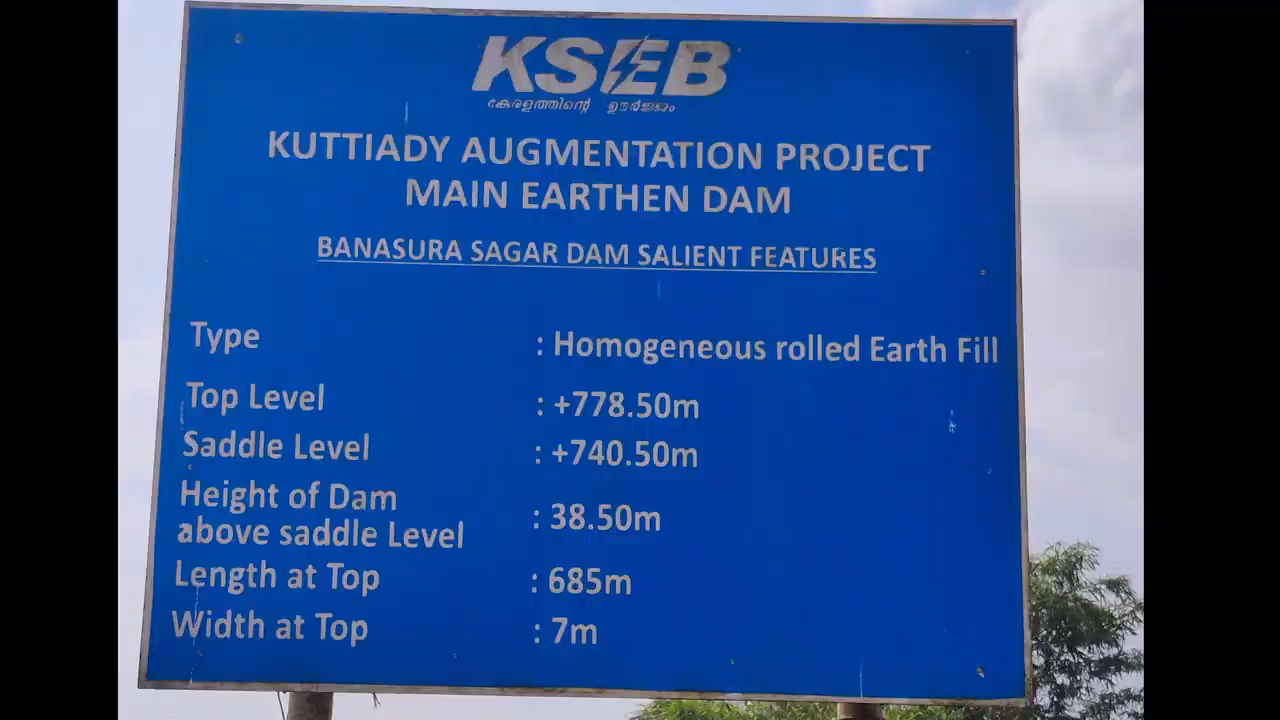 KSEB
കേരളത്തിന്റെ ഊർജ്ജം
KUTTIADY AUGMENTATION PROJECT
MAIN EARTHEN DAM
BANASURA SAGAR DAM SALIENT FEATURES
Type : Homogeneous rolled Earth Fill
Top Level : +778.50m
Saddle Level : +740.50m
Height of Dam
above saddle Level : 38.50m
Length at Top : 685m
Width at Top : 7m